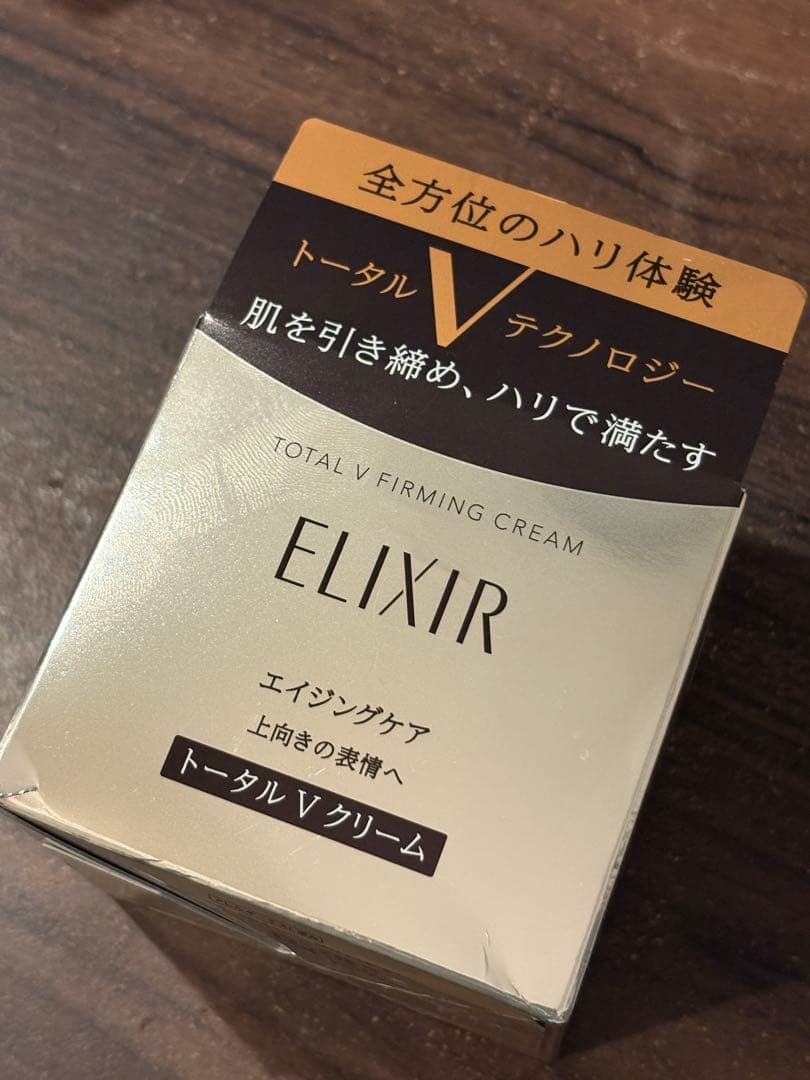 全方位のハリ体験
トータル V テクノロジー
肌を引き締め、ハリで満たす
TOTAL V FIRMING CREAM
ELIXIR
エイジングケア
上向きの表情へ
トータル V クリーム